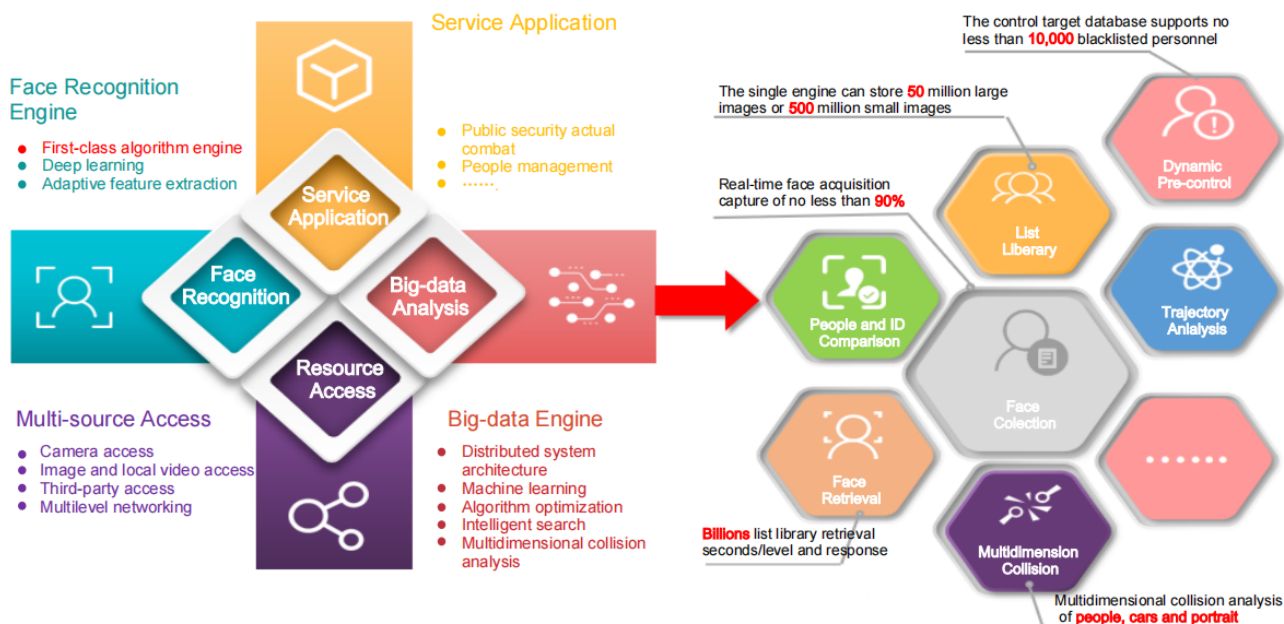 Service Application
Face Recognition
Engine
First-class algorithm engine
Deep learning
Adaptive feature extraction
Public security actual
combat
People management
.......
Service
Application
Face
Recognition
Big-data
Analysis
Resource
Access
Multi-source Access
Camera access
Image and local video access
Third-party access
Multilevel networking
Big-data Engine
Distributed system
architecture
Machine learning
Algorithm optimization
Intelligent search
Multidimensional collision
analysis
The control target database supports no
less than 10,000 blacklisted personnel
The single engine can store 50 million large
images or 500 million small images
Real-time face acquisition
capture of no less than 90%
Dynamic
Pre-control
List
Liberary
People and ID
Comparison
Trajectory
Anlalysis
Face
Colection
Face
Retrieval
......
Multidimension
Collision
Billions list library retrieval
seconds/level and response
Multidimensional collision analysis
of people, cars and portrait